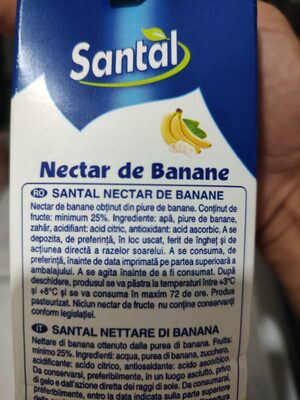 Santal
Nectar de Banane
RO SANTAL NECTAR DE BANANE
Nectar de banane obținut din piure de banane. Conținut de
fructe: minimum 25%. Ingrediente: apă, piure de banane,
zahăr, acidifiant: acid citric, antioxidant: acid ascorbic. A se
depozita, de preferință, în loc uscat, ferit de îngheț și de
acțiunea directă a razelor soarelui. A se consuma, de
preferință, înainte de data imprimată pe partea superioară a
ambalajului. A se agita înainte de a fi consumat. După
deschidere, produsul se va păstra la temperaturi între +3°C
și +8°C și se va consuma în maxim 72 de ore. Produs
pasteurizat. Niciun nectar de fructe nu conține conservanți
conform legislației.
IT SANTAL NETTARE DI BANANA
Nettare di banane ottenuto dalla purea di banana. Frutta:
minimo 25%. Ingredienti: acqua, purea di banana, zucchero,
acidificante: acido citrico, antiossidante: acido ascorbico.
Da conservarsi, preferibilmente, in un luogo asciutto, privo
di gelo e dall'azione diretta dei raggi di sole. Da consumarsi,
preferibilmente, entro la data indicata sulla parte superiore